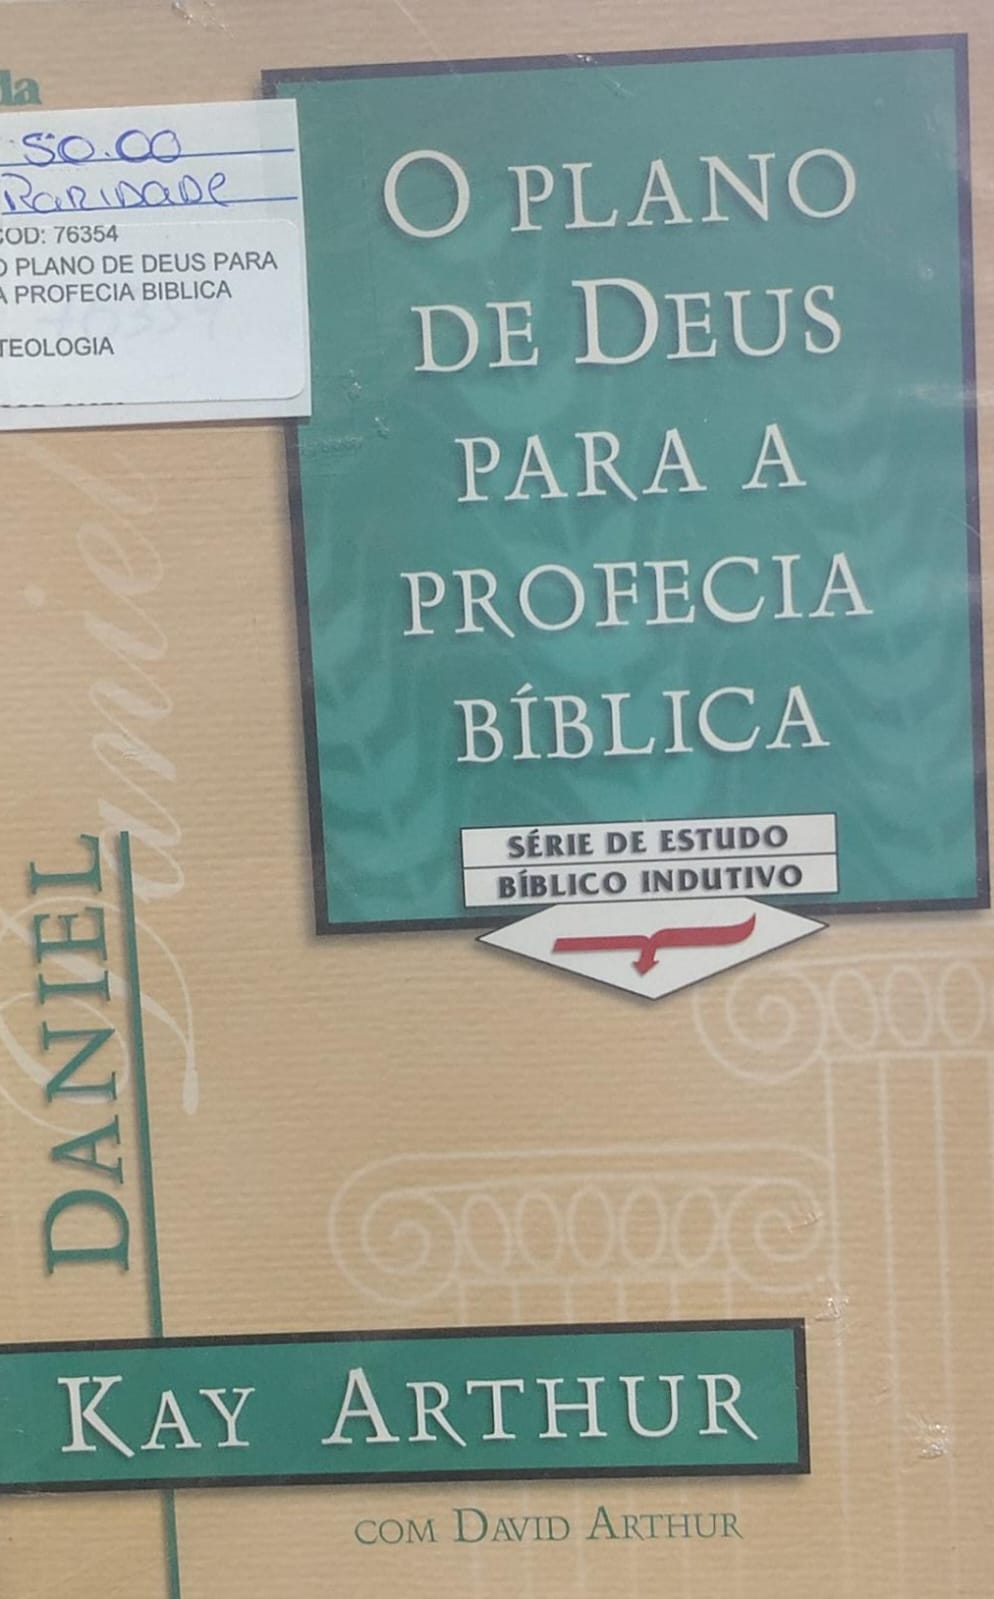 da
50.00
Raridade
COD: 76354
O PLANO DE DEUS PARA
A PROFECIA BIBLICA
TEOLOGIA
O PLANO
DE DEUS
PARA A
PROFECIA
BÍBLICA
SÉRIE DE ESTUDO
BÍBLICO INDUTIVO
Daniel
DANIEL
KAY ARTHUR
COM DAVID ARTHUR